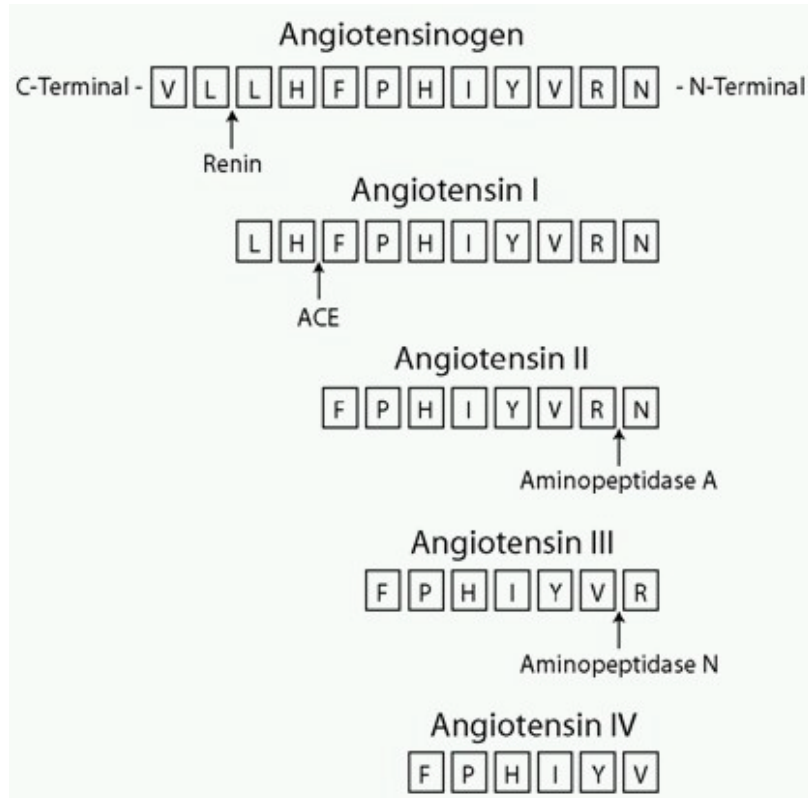 Angiotensinogen
C-Terminal - V L L H F P H I Y V R N - N-Terminal
Renin
Angiotensin I
L H F P H I Y V R N
ACE
Angiotensin II
F P H I Y V R N
Aminopeptidase A
Angiotensin III
F P H I Y V R
Aminopeptidase N
Angiotensin IV
F P H I Y V